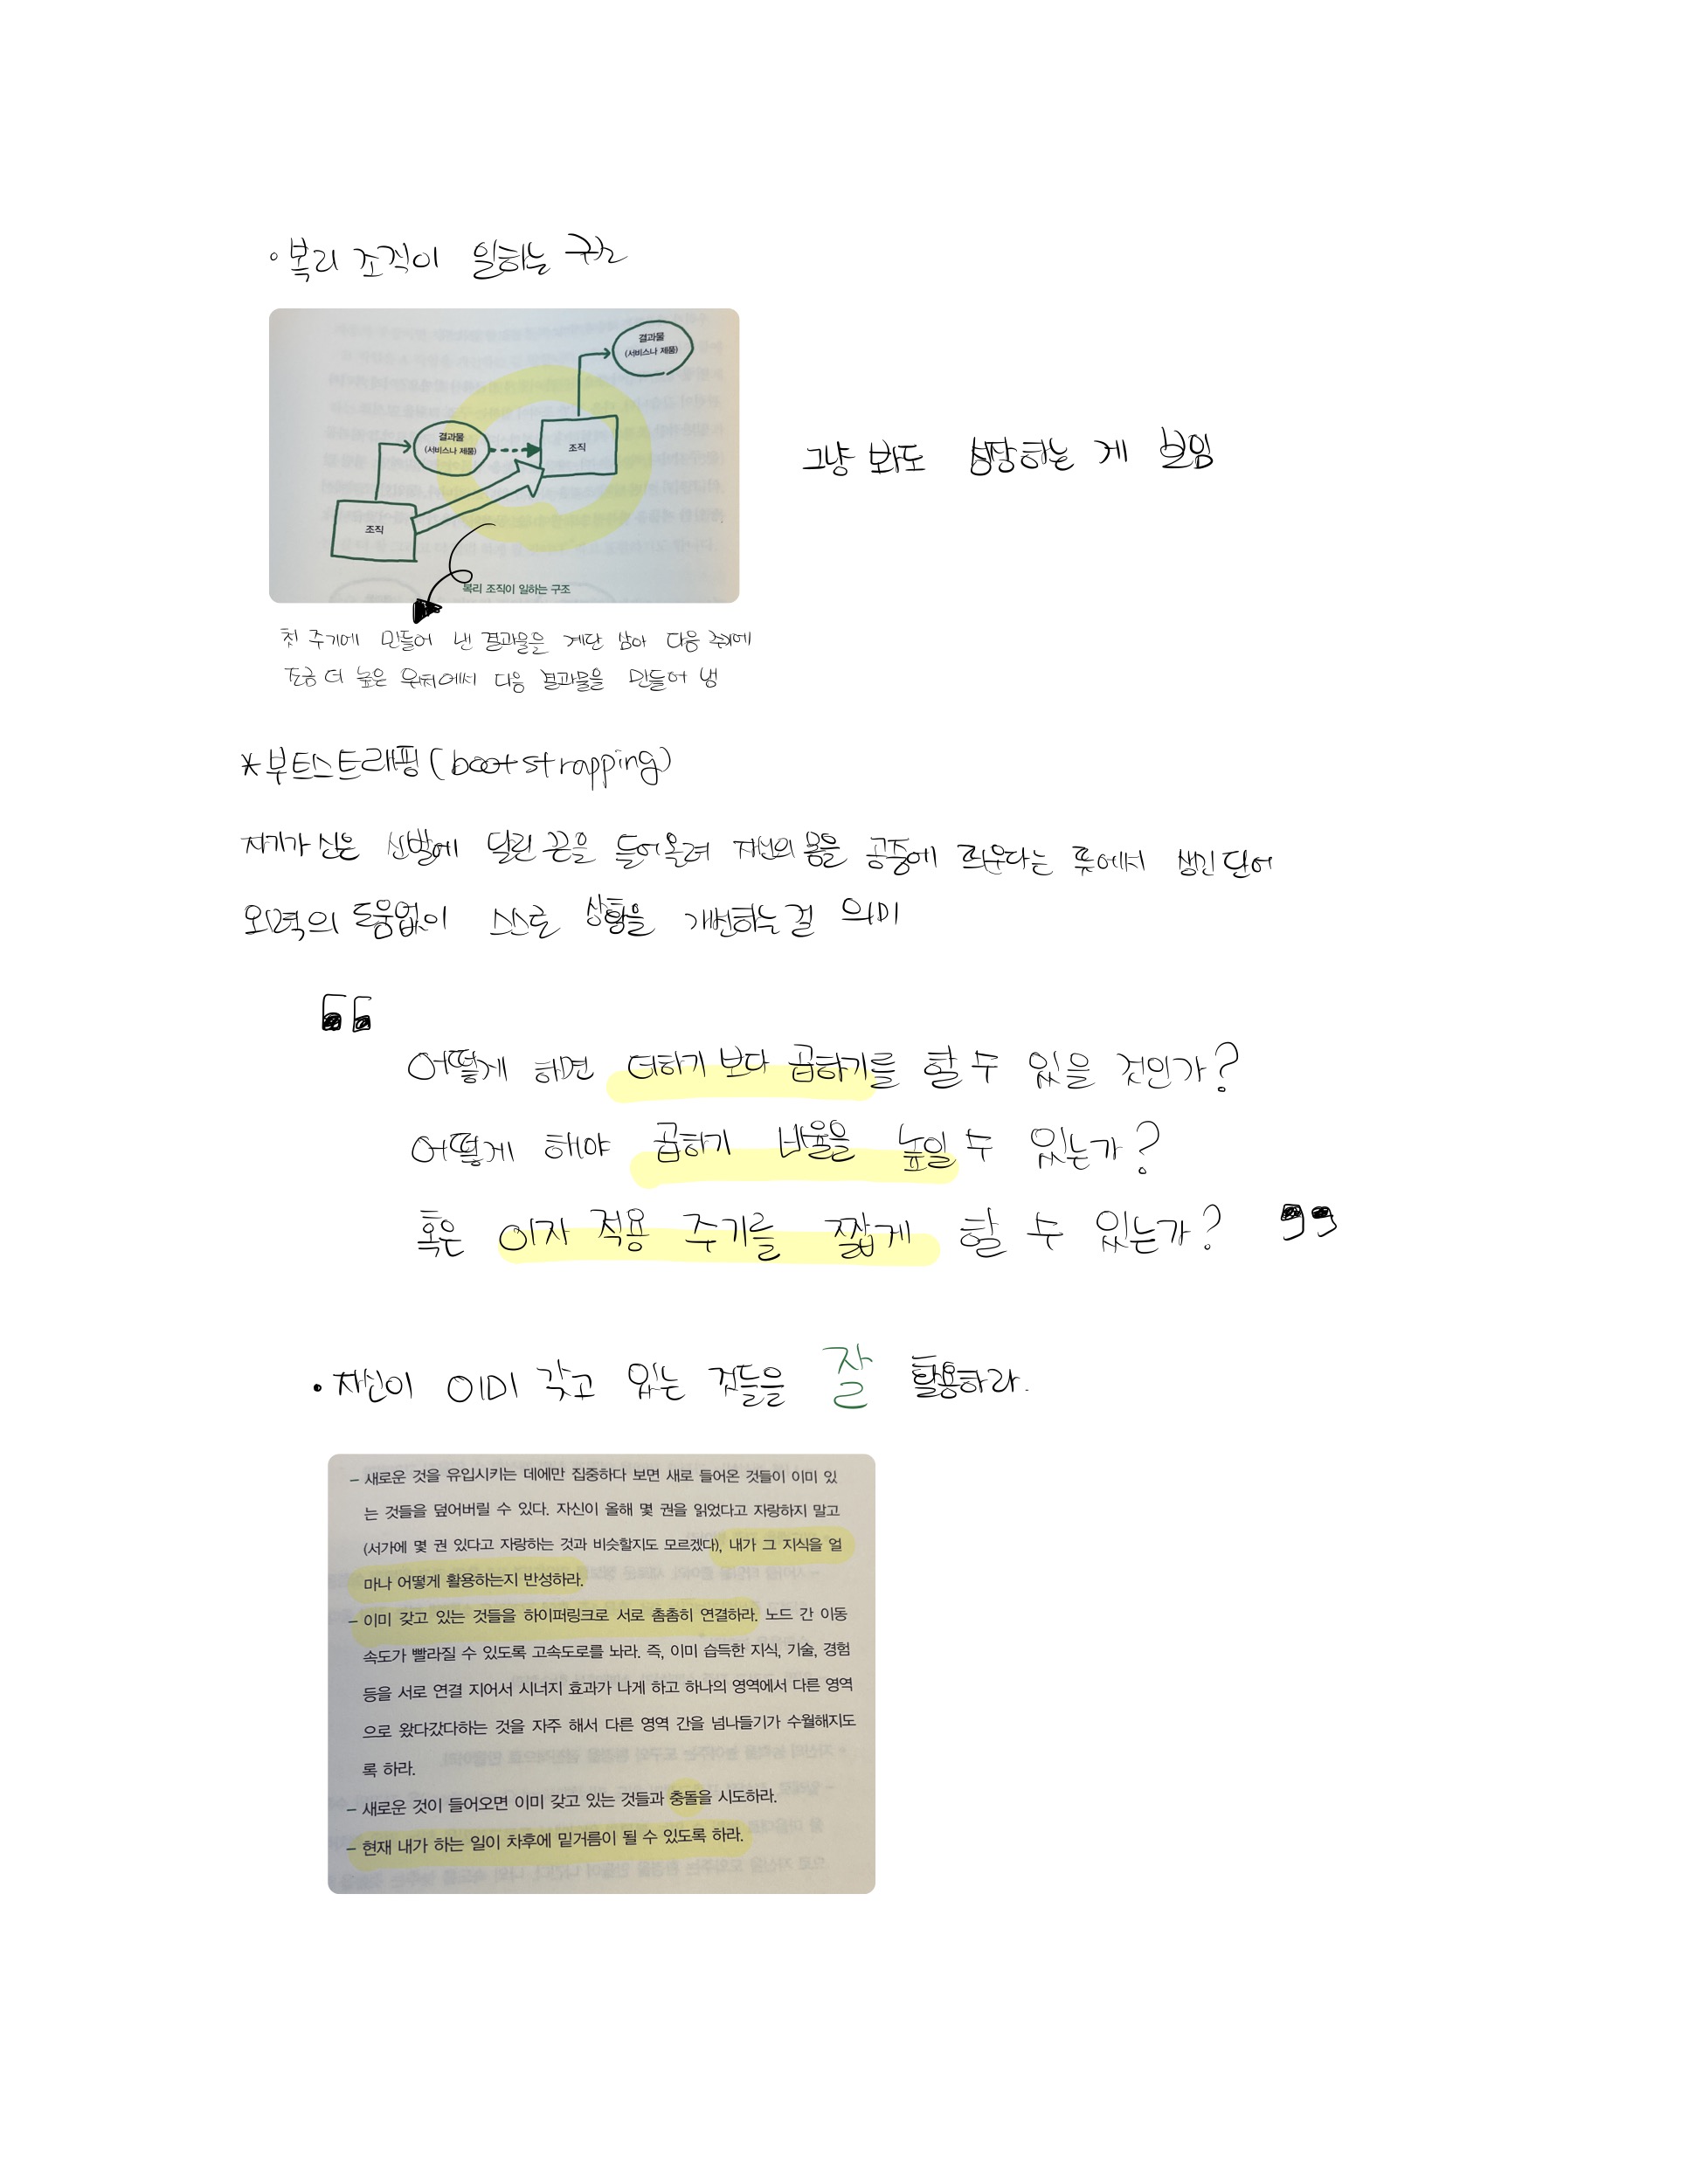 ◦복리 조직이 일하는 구조
결과물
(서비스나 제품)
결과물
(서비스나 제품)
조직
조직
복리 조직이 일하는 구조
그냥 봐도 성장하는 게 보임
첫 주기에 만들어 낸 결과물을 계단 삼아 다음 주기에
조금 더 높은 위치에서 다음 결과물을 만들어 냄
*부트스트래핑(bootstrapping)
자기가 신은 신발에 달린 끈을 들어올려 자신의 몸을 공중에 띄운다는 뜻에서 생긴 단어
외력의 도움없이 스스로 상황을 개변하는걸 의미
“
어떻게 하면 더하기 보다 곱하기를 할 수 있을 것인가?
어떻게 해야 곱하기 비율을 높일 수 있는가?
혹은 이자 적용 주기를 짧게 할 수 있는가? ”
• 자신이 이미 갖고 있는 것들을 잘 활용하라.
– 새로운 것을 유입시키는 데에만 집중하다 보면 새로 들어온 것들이 이미 있
는 것들을 덮어버릴 수 있다. 자신이 올해 몇 권을 읽었다고 자랑하지 말고
(서가에 몇 권 있다고 자랑하는 것과 비슷할지도 모르겠다), 내가 그 지식을 얼
마나 어떻게 활용하는지 반성하라.
– 이미 갖고 있는 것들을 하이퍼링크로 서로 촘촘히 연결하라. 노드 간 이동
속도가 빨라질 수 있도록 고속도로를 놔라. 즉, 이미 습득한 지식, 기술, 경험
등을 서로 연결 지어서 시너지 효과가 나게 하고 하나의 영역에서 다른 영역
으로 왔다갔다하는 것을 자주 해서 다른 영역 간을 넘나들기가 수월해지도
록 하라.
– 새로운 것이 들어오면 이미 갖고 있는 것들과 충돌을 시도하라.
– 현재 내가 하는 일이 차후에 밑거름이 될 수 있도록 하라.